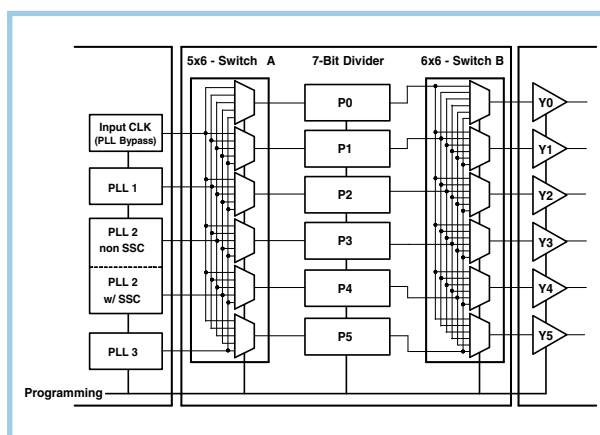 5x6 - Switch A
7-Bit Divider
6x6 - Switch B
Input CLK
(PLL Bypass)
PLL 1
PLL 2
non SSC
PLL 2
w/ SSC
PLL 3
P0
P1
P2
P3
P4
P5
Y0
Y1
Y2
Y3
Y4
Y5
Programming